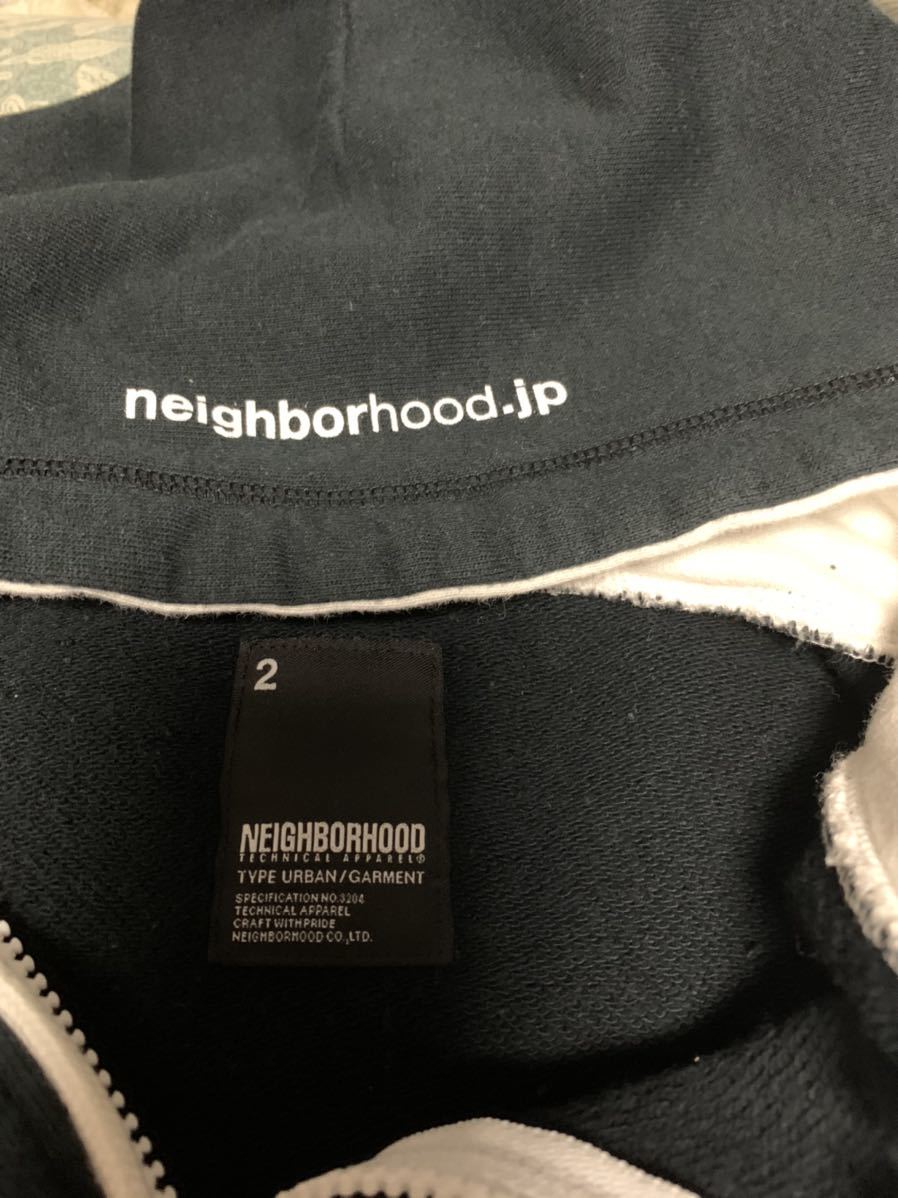 neighborhood.jp
2
NEIGHBORHOOD
TECHNICAL APPAREL®
TYPE URBAN/GARMENT
SPECIFICATION NO.3204
TECHNICAL APPAREL
CRAFT WITH PRIDE
NEIGHBORHOOD CO.,LTD.